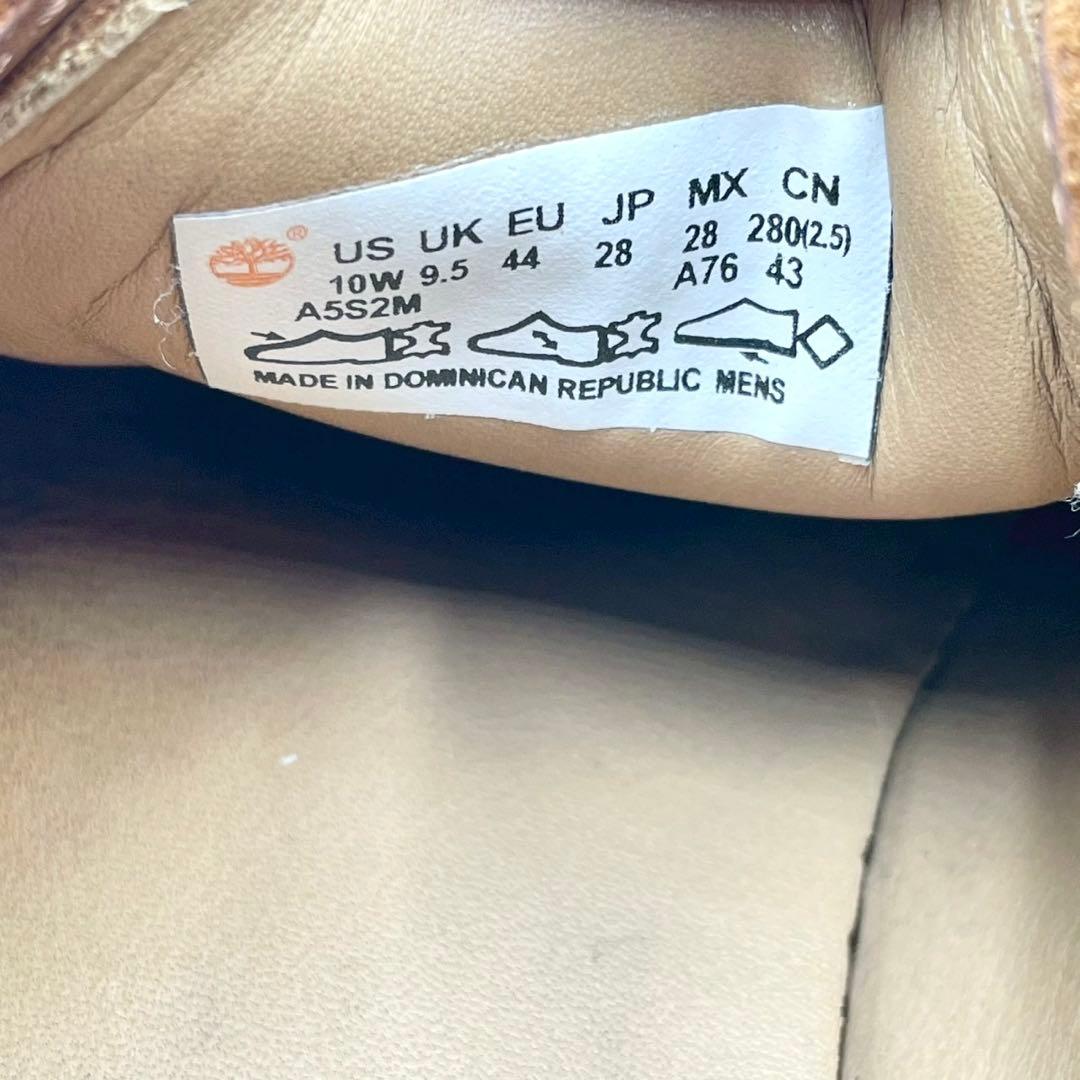 ® US UK EU JP MX CN
10W 9.5 44 28 28 280(2.5)
A5S2M A76 43
MADE IN DOMINICAN REPUBLIC MENS